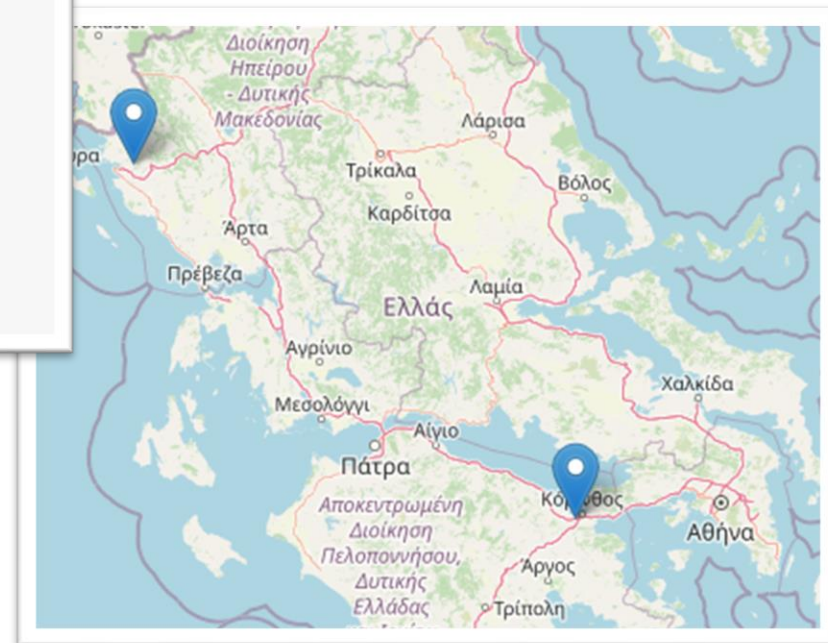 Διοίκηση
Ηπείρου
- Δυτικής
Μακεδονίας
Λάρισα
Τρίκαλα
Βόλος
Καρδίτσα
Άρτα
Πρέβεζα
Λαμία
Ελλάς
Αγρίνιο
Χαλκίδα
Μεσολόγγι
Αίγιο
Πάτρα
Κόρινθος
Αθήνα
Αποκεντρωμένη
Διοίκηση
Πελοποννήσου,
Δυτικής
Ελλάδας
Άργος
Τρίπολη